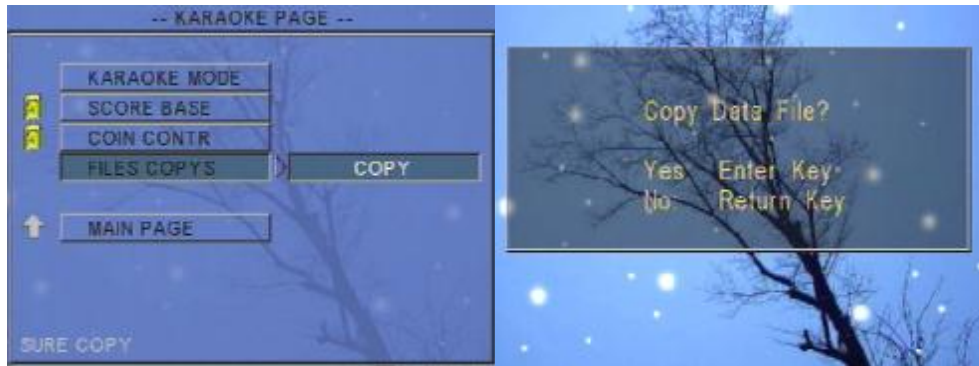 -- KARAOKE PAGE --
KARAOKE MODE
SCORE BASE
COIN CONTR
FILES COPYS
COPY
MAIN PAGE
SURE COPY
Copy Data File?
Yes Enter Key
No: Return Key